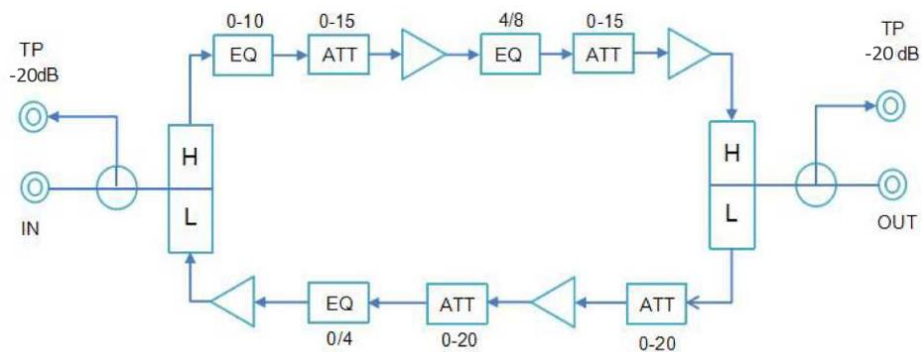 0-10 0-15 4/8 0-15
TP
-20dB
EQ ATT EQ ATT
TP
-20 dB
H
L
H
L
IN
OUT
EQ ATT ATT
0/4 0-20 0-20